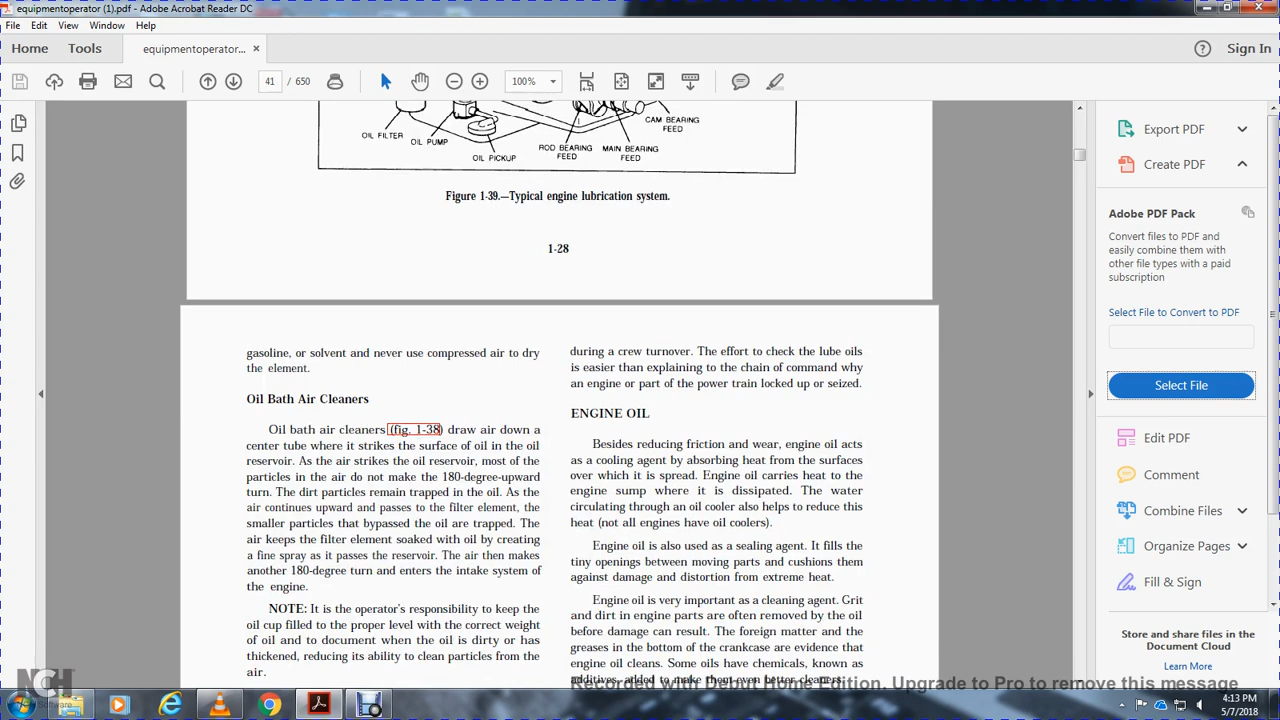 equipmentoperator (1).pdf - Adobe Acrobat Reader DC
File Edit View Window Help
Home Tools equipmentoperator... × Sign In
41 / 650 100%
OIL FILTER
OIL PUMP
OIL PICKUP
ROD BEARING
FEED
MAIN BEARING
FEED
CAM BEARING
FEED
Figure 1-39.—Typical engine lubrication system.
1-28
gasoline, or solvent and never use compressed air to dry
the element.
Oil Bath Air Cleaners
Oil bath air cleaners (fig. 1-38) draw air down a
center tube where it strikes the surface of oil in the oil
reservoir. As the air strikes the oil reservoir, most of the
particles in the air do not make the 180-degree-upward
turn. The dirt particles remain trapped in the oil. As the
air continues upward and passes to the filter element, the
smaller particles that bypassed the oil are trapped. The
air keeps the filter element soaked with oil by creating
a fine spray as it passes the reservoir. The air then makes
another 180-degree turn and enters the intake system of
the engine.
NOTE: It is the operator's responsibility to keep the
oil cup filled to the proper level with the correct weight
of oil and to document when the oil is dirty or has
thickened, reducing its ability to clean particles from the
air.
during a crew turnover. The effort to check the lube oils
is easier than explaining to the chain of command why
an engine or part of the power train locked up or seized.
ENGINE OIL
Besides reducing friction and wear, engine oil acts
as a cooling agent by absorbing heat from the surfaces
over which it is spread. Engine oil carries heat to the
engine sump where it is dissipated. The water
circulating through an oil cooler also helps to reduce this
heat (not all engines have oil coolers).
Engine oil is also used as a sealing agent. It fills the
tiny openings between moving parts and cushions them
against damage and distortion from extreme heat.
Engine oil is very important as a cleaning agent. Grit
and dirt in engine parts are often removed by the oil
before damage can result. The foreign matter and the
greases in the bottom of the crankcase are evidence that
engine oil cleans. Some oils have chemicals, known as
additives, added to make them even better cleaners.
Export PDF
Create PDF
Adobe PDF Pack
Convert files to PDF and
easily combine them with
other file types with a paid
subscription
Select File to Convert to PDF
Select File
Edit PDF
Comment
Combine Files
Organize Pages
Fill & Sign
Store and share files in the
Document Cloud
Learn More
Recorded with Debut Home Edition. Upgrade to Pro to remove this message
NCH
Software
4:13 PM
5/7/2018